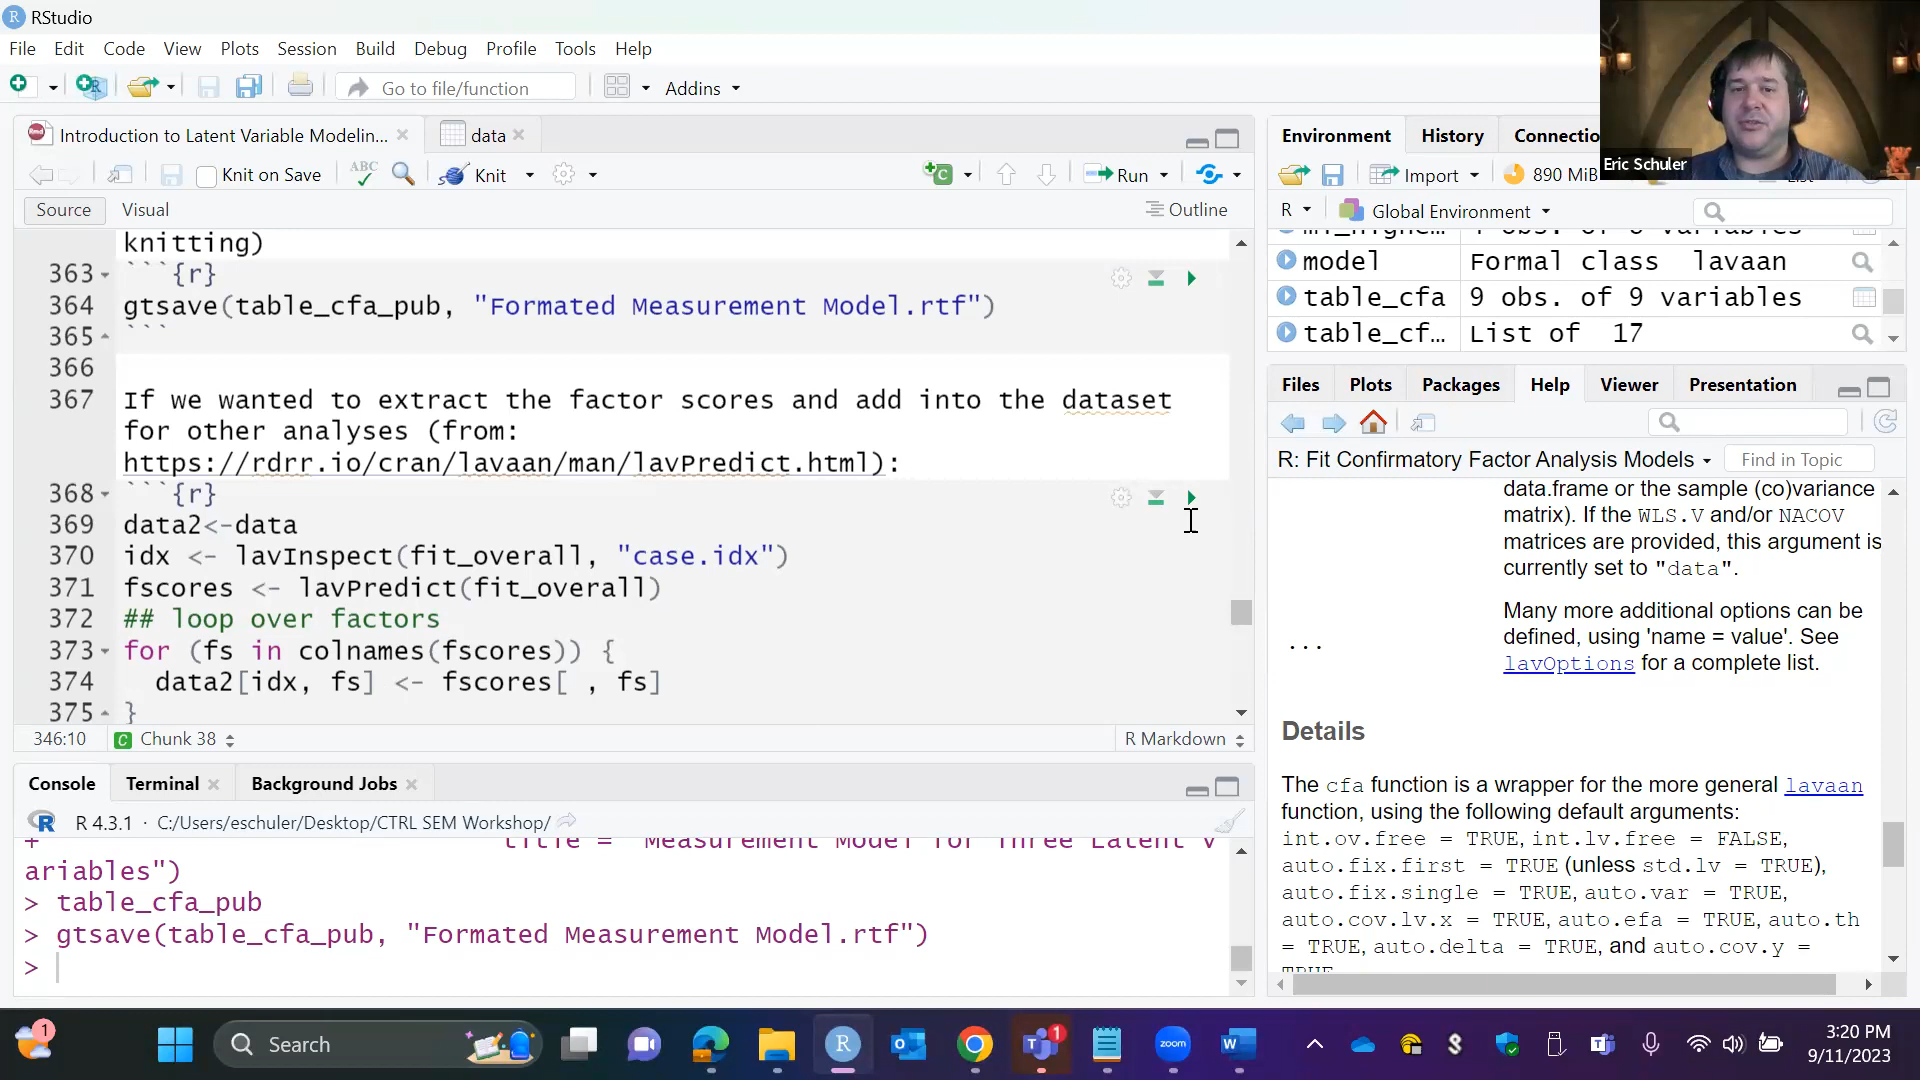 RStudio
File Edit Code View Plots Session Build Debug Profile Tools Help
Go to file/function
Addins
Introduction to Latent Variable Modelin...
data
Knit on Save
ABC
Knit
Run
Source
Visual
Outline
knitting)
363 ```{r}
364 gtsave(table_cfa_pub, "Formated Measurement Model.rtf")
365 ```
366
367 If we wanted to extract the factor scores and add into the dataset
for other analyses (from:
https://rdrr.io/cran/lavaan/man/lavPredict.html):
368 ```{r}
369 data2<-data
370 idx <- lavInspect(fit_overall, "case.idx")
371 fscores <- lavPredict(fit_overall)
372 ## loop over factors
373 for (fs in colnames(fscores)) {
374 data2[idx, fs] <- fscores[ , fs]
375 }
346:10
C Chunk 38
R Markdown
Console
Terminal
Background Jobs
R 4.3.1 · C:/Users/eschuler/Desktop/CTRL SEM Workshop/
+ title = "Measurement Model for Three Latent V
ariables")
> table_cfa_pub
> gtsave(table_cfa_pub, "Formated Measurement Model.rtf")
>
Environment
History
Connectio
Import
890 MiB
R
Global Environment
model Formal class lavaan
table_cfa 9 obs. of 9 variables
table_cf... List of 17
Files Plots Packages Help Viewer Presentation
R: Fit Confirmatory Factor Analysis Models
Find in Topic
data.frame or the sample (co)variance
matrix). If the WLS.V and/or NACOV
matrices are provided, this argument is
currently set to "data".
... Many more additional options can be
defined, using 'name = value'. See
lavOptions for a complete list.
Details
The cfa function is a wrapper for the more general lavaan
function, using the following default arguments:
int.ov.free = TRUE, int.lv.free = FALSE,
auto.fix.first = TRUE (unless std.lv = TRUE),
auto.fix.single = TRUE, auto.var = TRUE,
auto.cov.lv.x = TRUE, auto.efa = TRUE, auto.th
= TRUE, auto.delta = TRUE, and auto.cov.y =
TRUE
Eric Schuler
1
Search
1
zoom
3:20 PM
9/11/2023